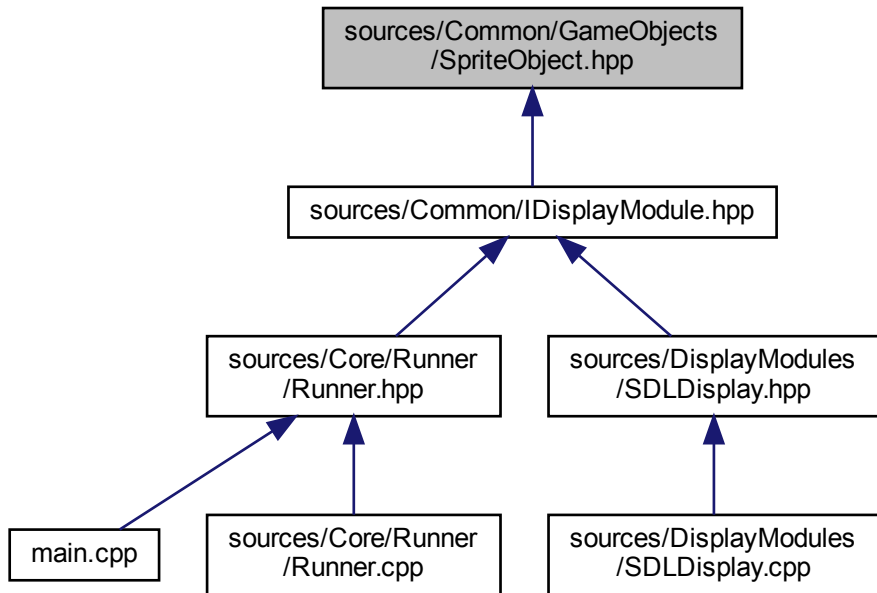 sources/Common/GameObjects
/SpriteObject.hpp
sources/Common/IDisplayModule.hpp
sources/Core/Runner
/Runner.hpp
sources/DisplayModules
/SDLDisplay.hpp
main.cpp
sources/Core/Runner
/Runner.cpp
sources/DisplayModules
/SDLDisplay.cpp